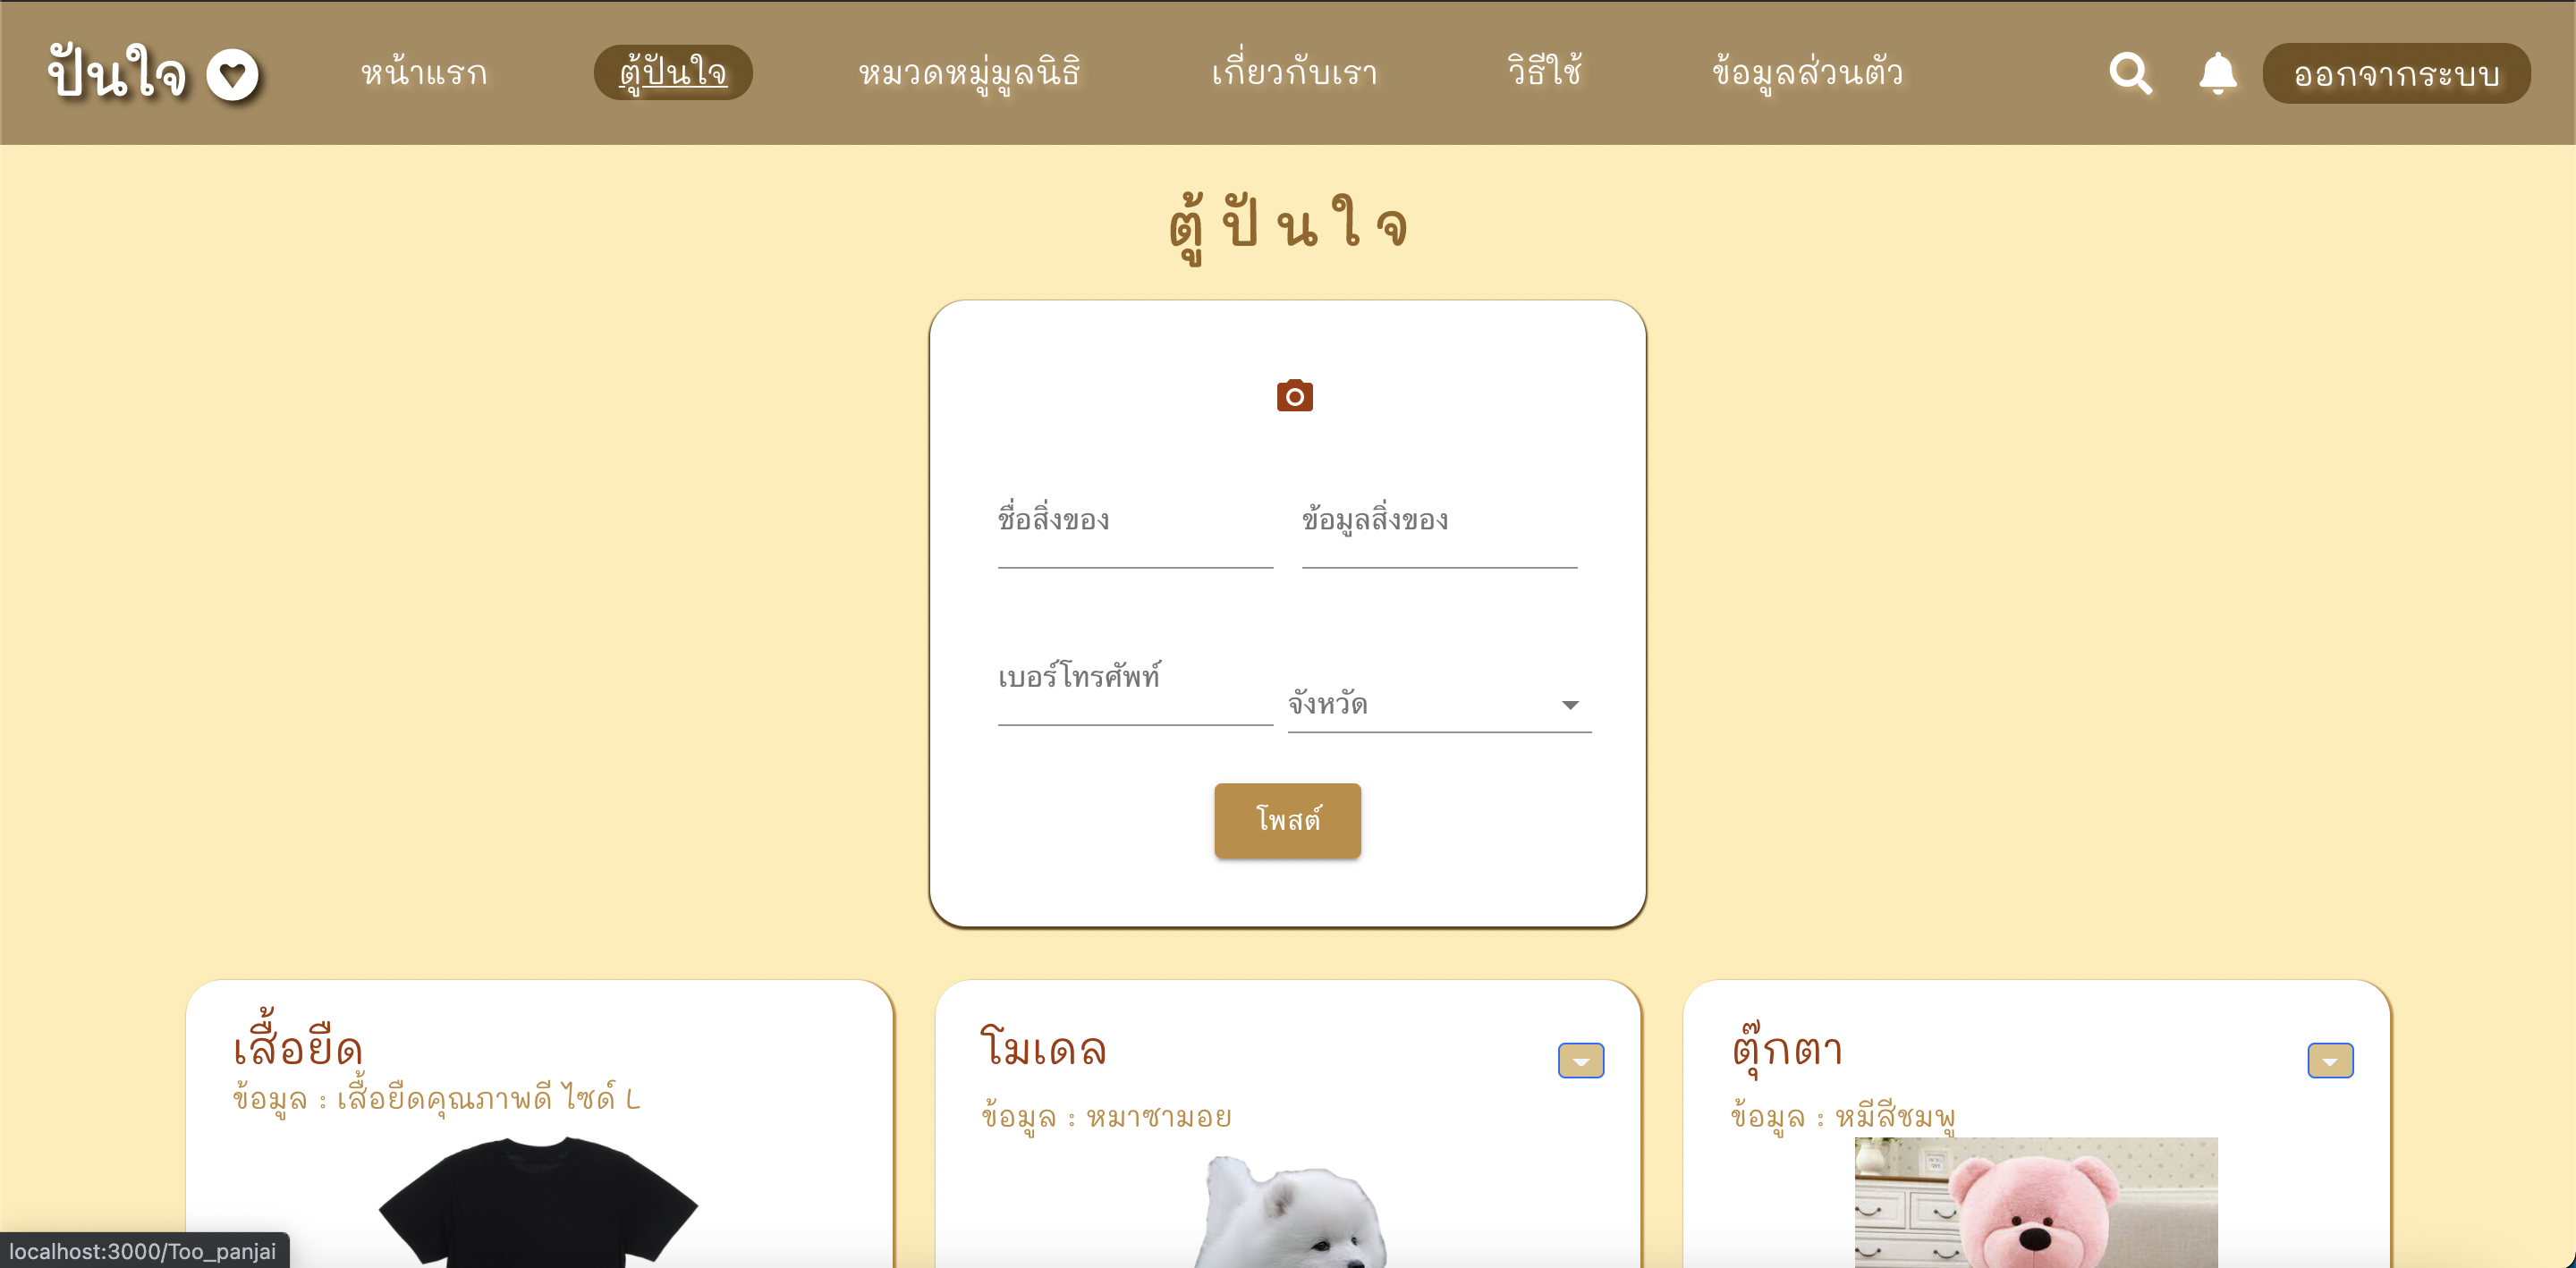 ปันใจ หน้าแรก ตู้ปันใจ หมวดหมู่มูลนิธิ เกี่ยวกับเรา วิธีใช้ ข้อมูลส่วนตัว ออกจากระบบ
ตู้ปันใจ
ชื่อสิ่งของ ข้อมูลสิ่งของ
เบอร์โทรศัพท์ จังหวัด
โพสต์
เสื้อยืด
ข้อมูล : เสื้อยืดคุณภาพดี ไซด์ L
โมเดล
ข้อมูล : หมาซามอย
ตุ๊กตา
ข้อมูล : หมีสีชมพู
localhost:3000/Too_panjai